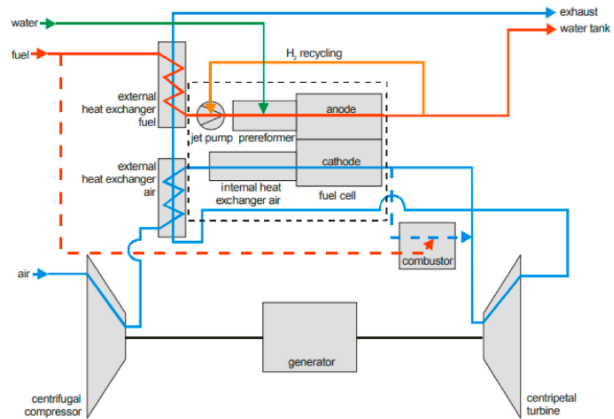 water
exhaust
water tank
fuel
H₂ recycling
external
heat exchanger
fuel
anode
jet pump
prereformer
external
heat exchanger
air
cathode
internal heat
exchanger air
fuel cell
combustor
air
generator
centrifugal
compressor
centripetal
turbine